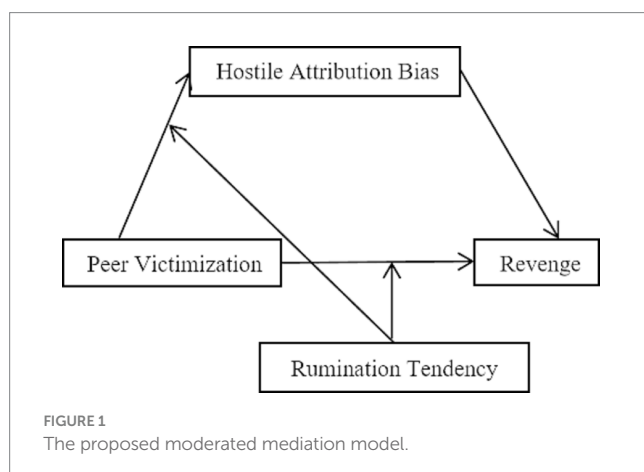 Hostile Attribution Bias
Peer Victimization
Revenge
Rumination Tendency
FIGURE 1
The proposed moderated mediation model.